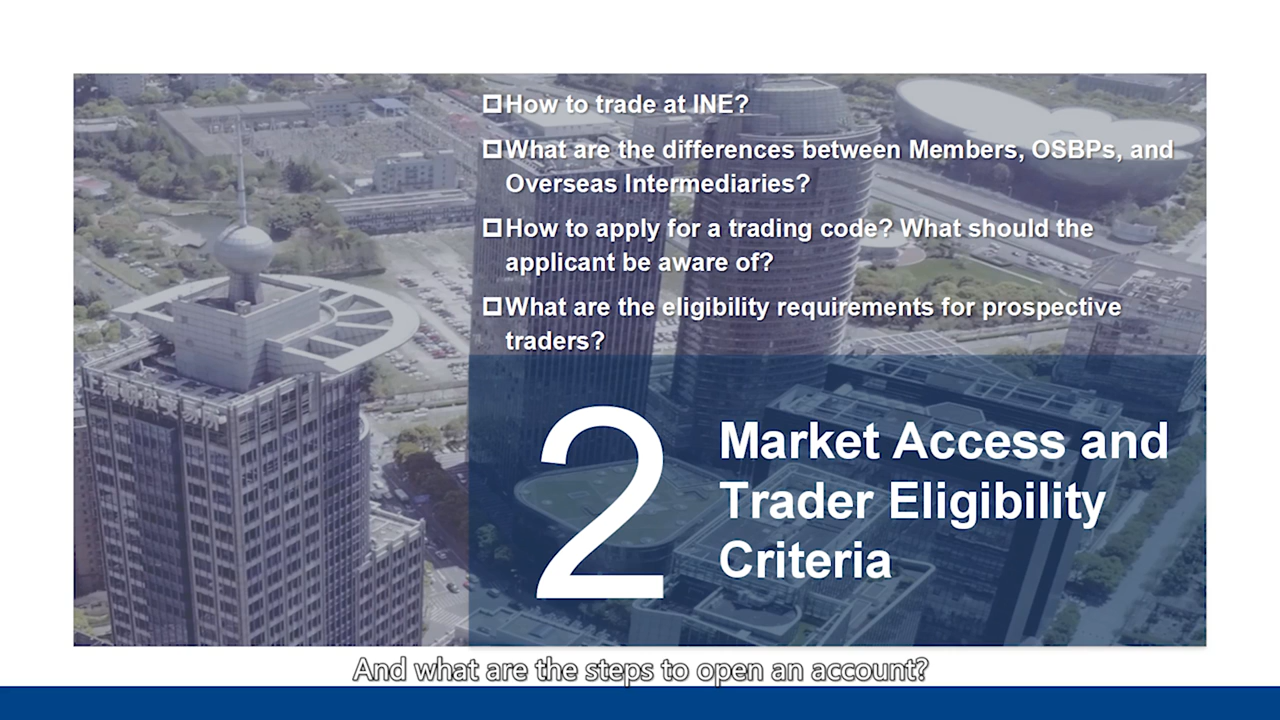 How to trade at INE?
What are the differences between Members, OSBPs, and
Overseas Intermediaries?
How to apply for a trading code? What should the
applicant be aware of?
What are the eligibility requirements for prospective
traders?
2
Market Access and
Trader Eligibility
Criteria
And what are the steps to open an account?